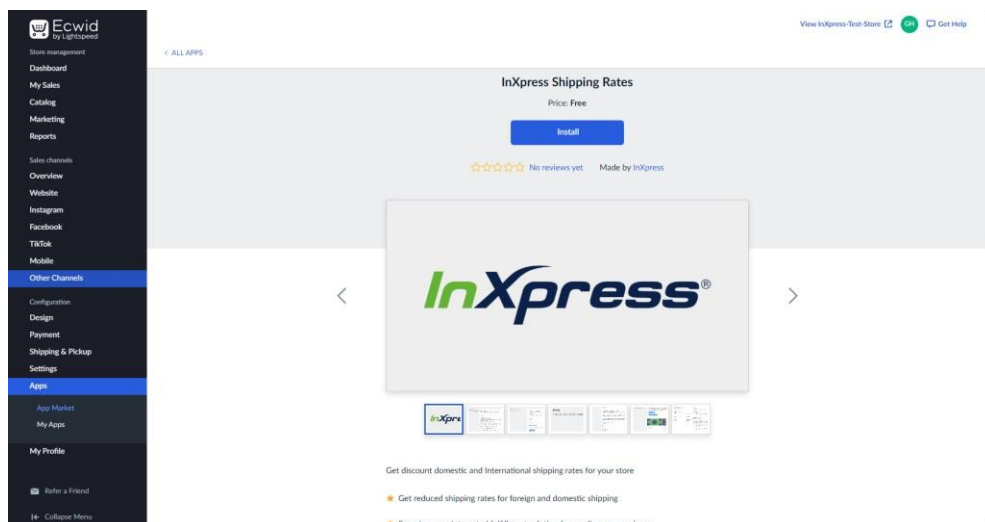 Ecwid
by Lightspeed
Store management
Dashboard
My Sales
Catalog
Marketing
Reports
Sales channels
Overview
Website
Instagram
Facebook
TikTok
Mobile
Other Channels
Configuration
Design
Payment
Shipping & Pickup
Settings
Apps
App Market
My Apps
My Profile
Refer a Friend
Collapse Menu
View InXpress-Test-Store
GH
Get Help
< ALL APPS
InXpress Shipping Rates
Price: Free
Install
No reviews yet Made by InXpress
InXpress®
InXpre
Get discount domestic and International shipping rates for your store
Get reduced shipping rates for foreign and domestic shipping